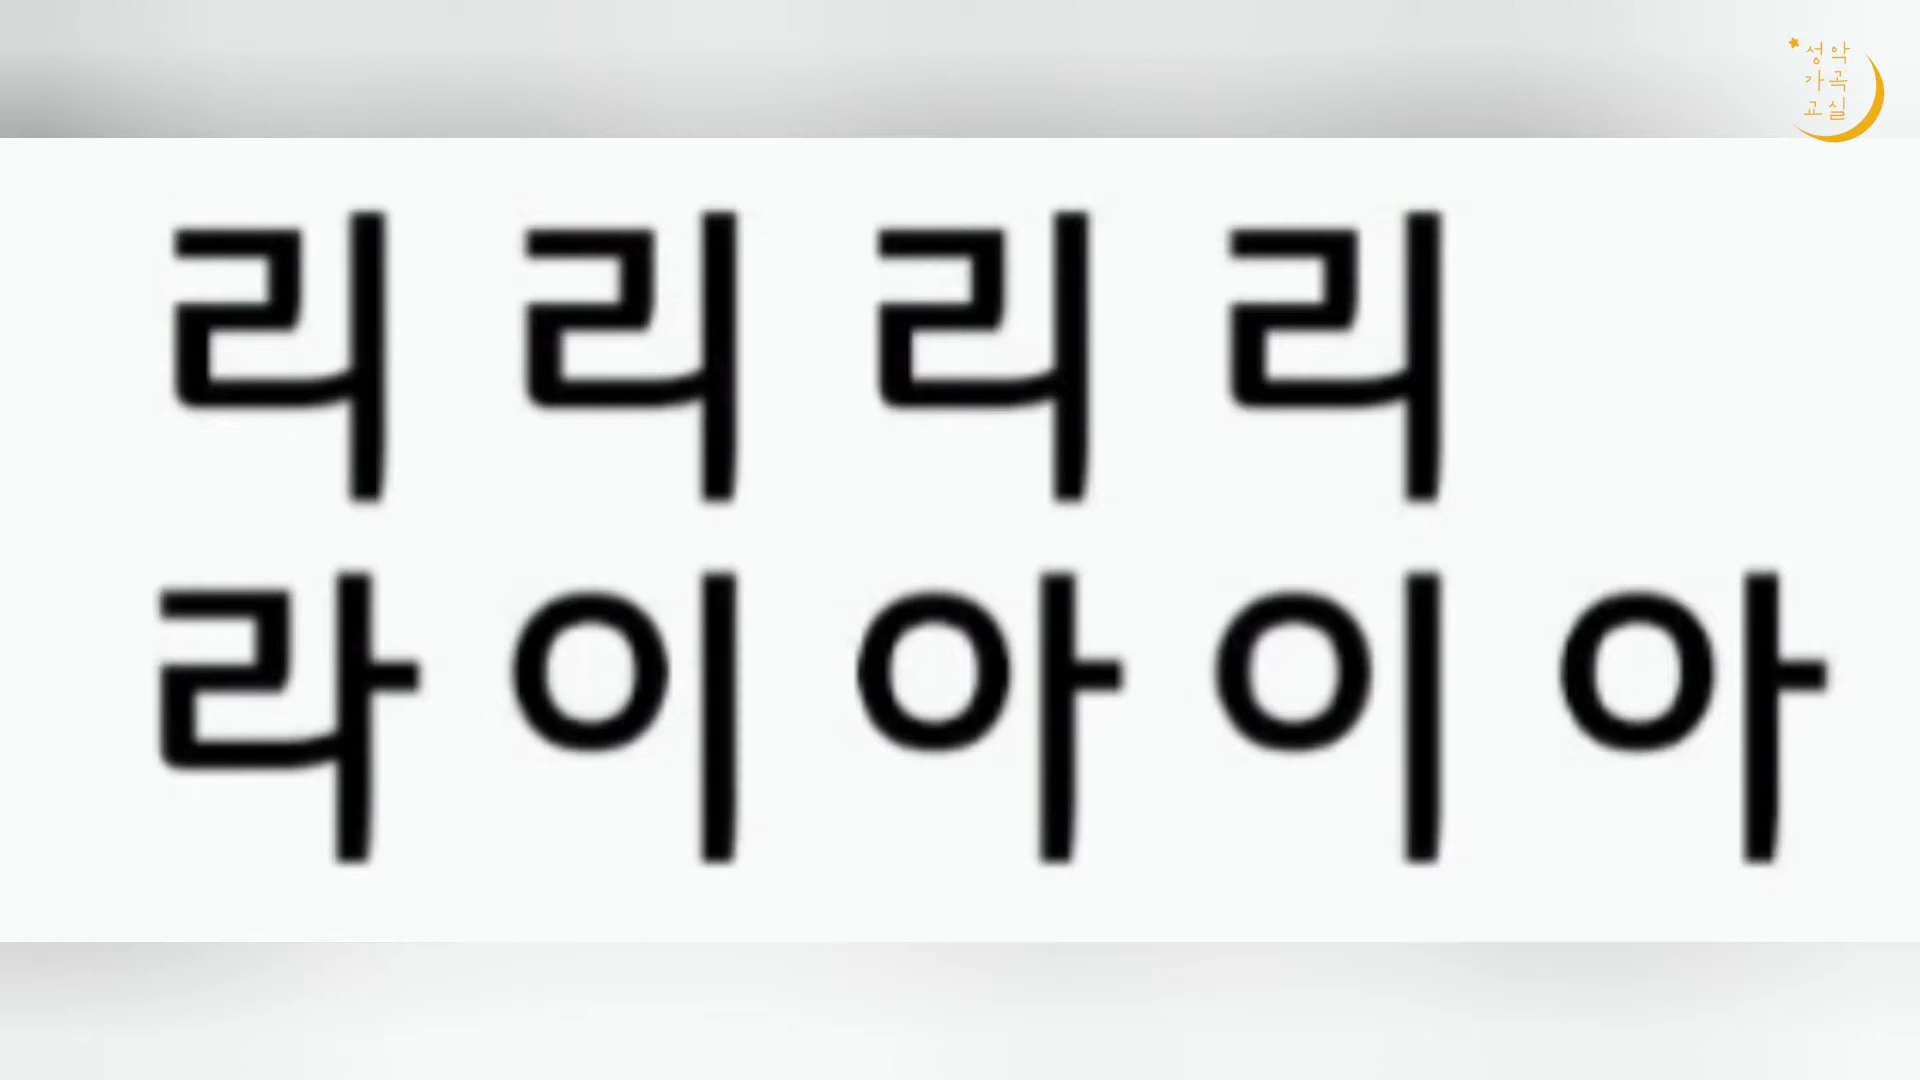 성악
가곡
교실
리 리 리 리
라 이 아 이 아